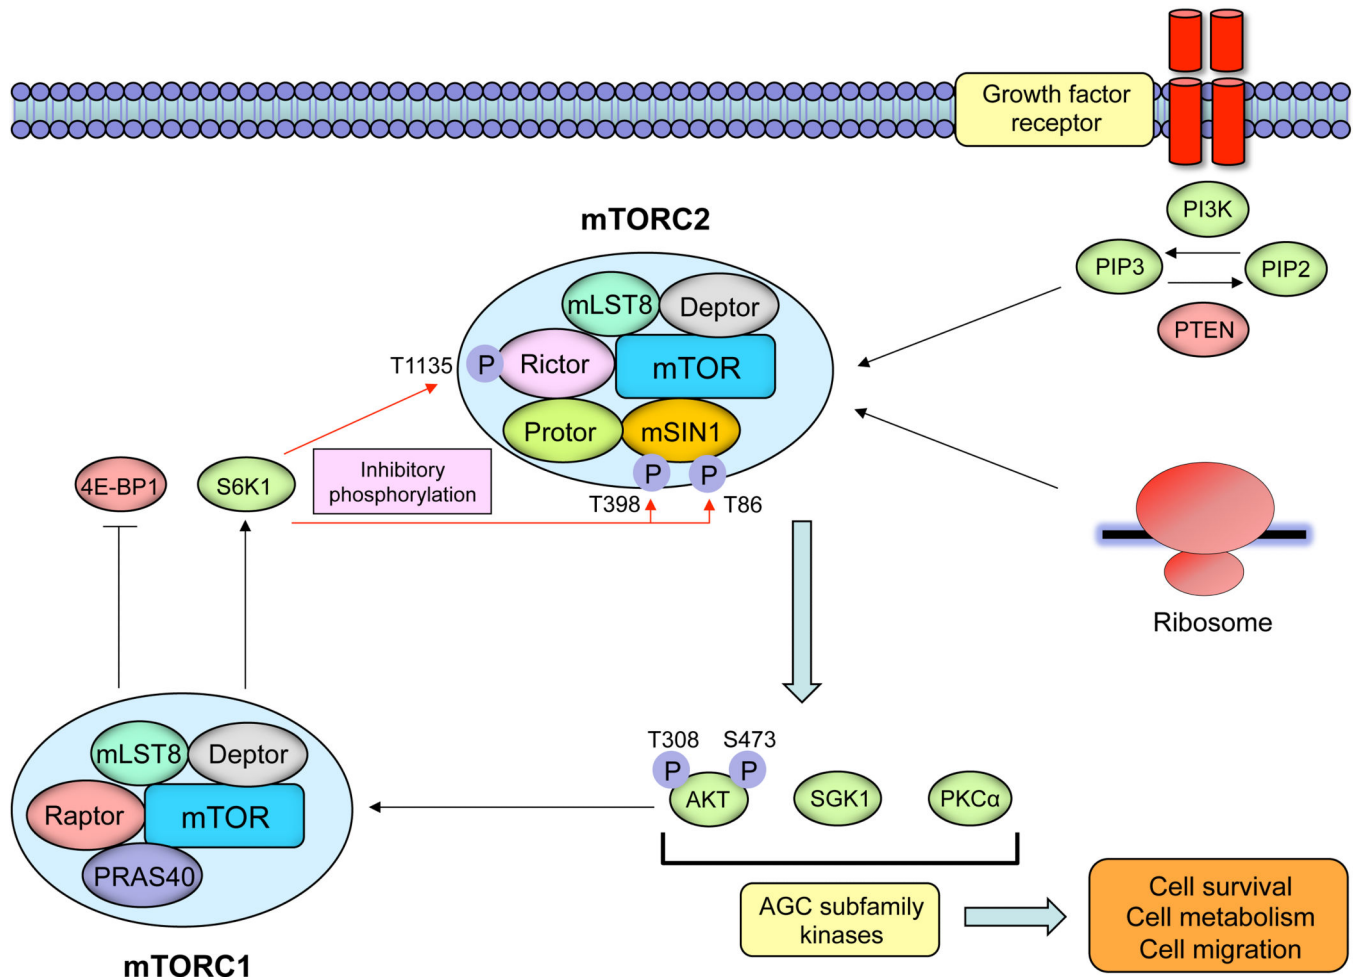 Growth factor
receptor
PI3K
PIP3
PIP2
PTEN
mTORC2
mLST8
Deptor
T1135
P
Rictor
mTOR
Protor
mSIN1
P
P
T398
T86
4E-BP1
S6K1
Inhibitory
phosphorylation
Ribosome
T308
S473
P
P
AKT
SGK1
PKCα
mLST8
Deptor
Raptor
mTOR
PRAS40
mTORC1
AGC subfamily
kinases
Cell survival
Cell metabolism
Cell migration